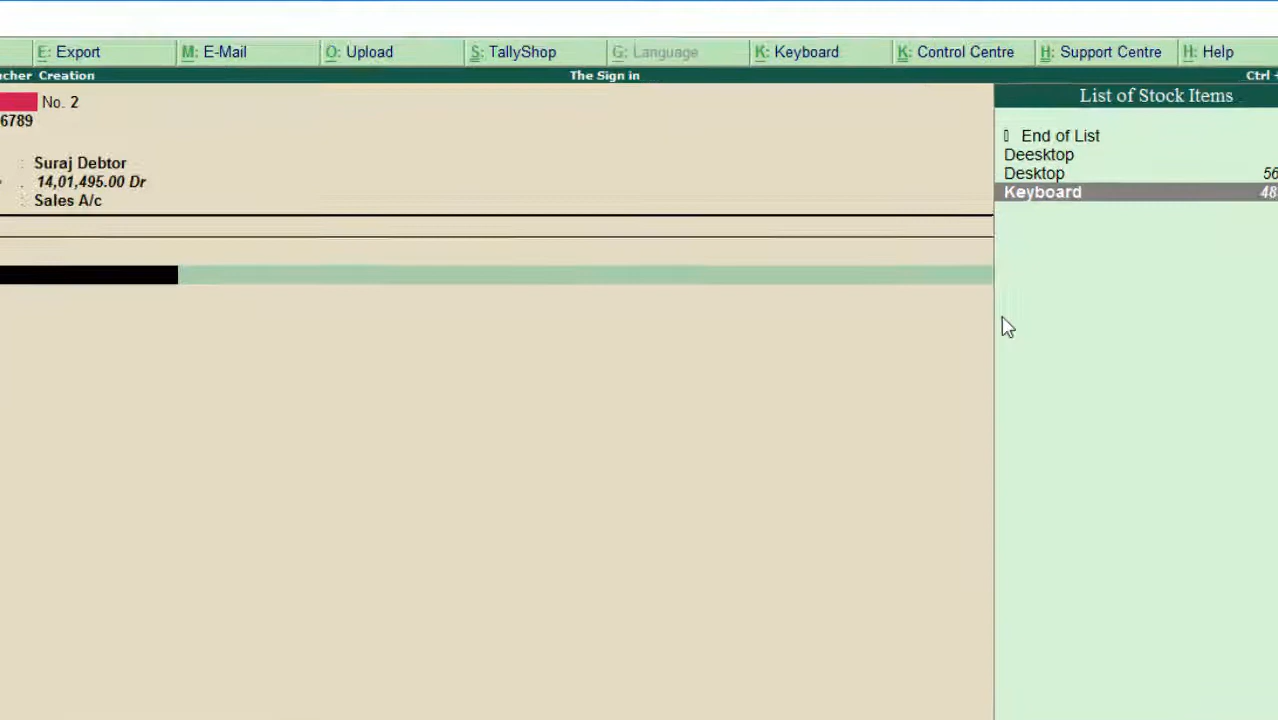 E: Export M: E-Mail O: Upload S: TallyShop G: Language K: Keyboard K: Control Centre H: Support Centre H: Help
Creation The Sign in Ctrl +
List of Stock Items
No. 2
6789
End of List
Deesktop
: Suraj Debtor
Desktop 56
14,01,495.00 Dr
Keyboard 48
: Sales A/c